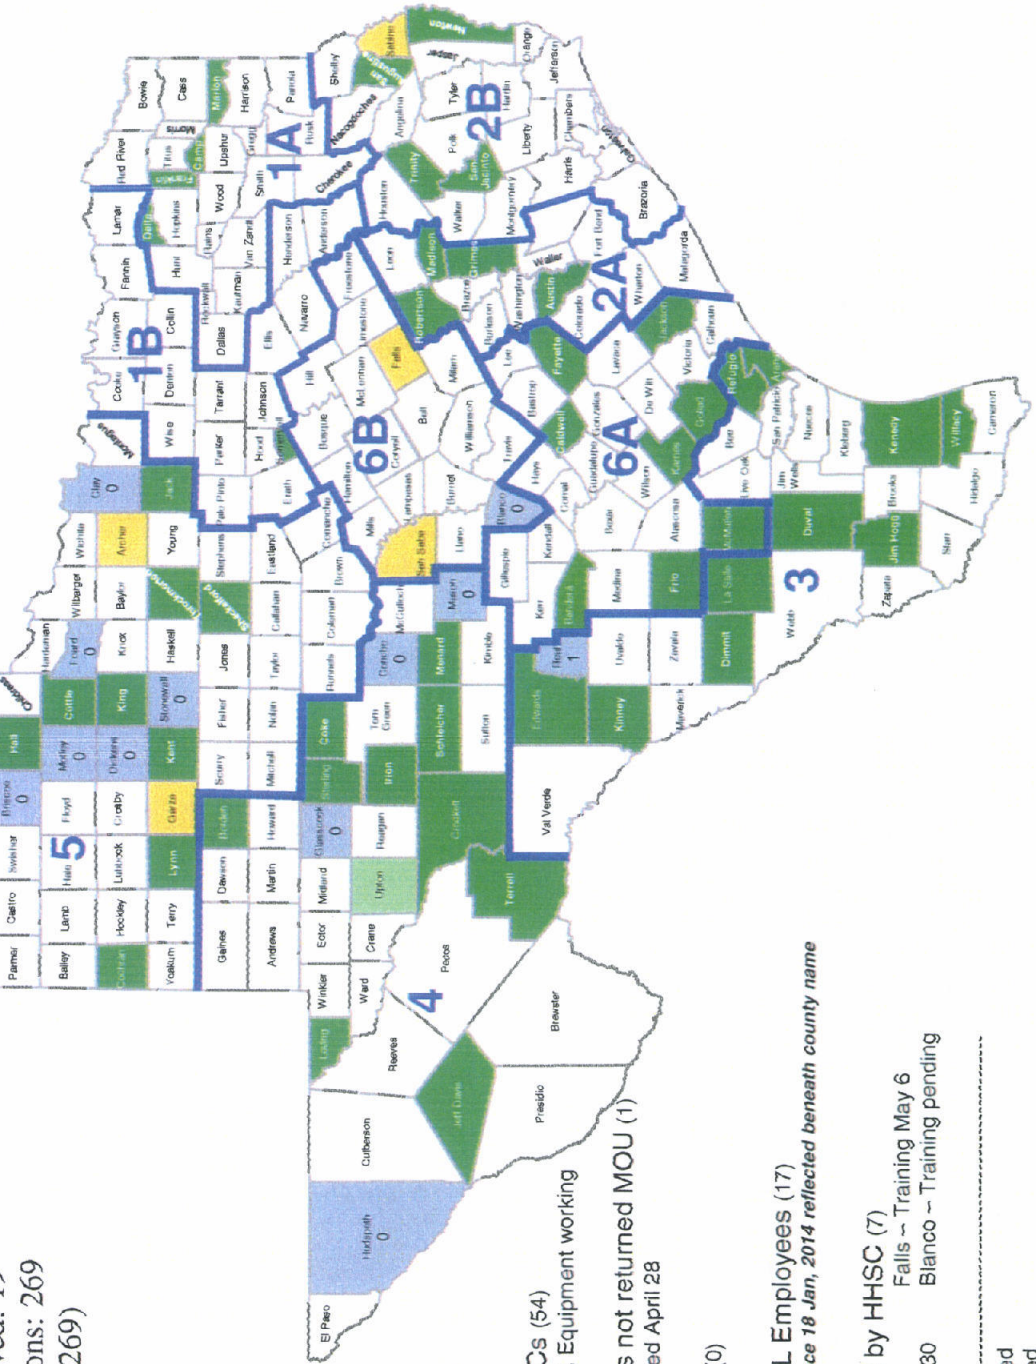 ons: 269
269)
Cs (54)
Equipment working
s not returned MOU (1)
ed April 28
(0)
L Employees (17)
ce 18 Jan, 2014 reflected beneath county name
by HHSC (7)
Falls ~ Training May 6
30
Blanco ~ Training pending
ed
Parmer Castro Swisher Briscoe 0 Hall Childress
Bailey Lamb Hale Floyd Motley 0 Cottle Foard 0 Hardeman Wilbarger Wichita Clay 0 Montague Cooke Grayson Fannin Lamar Red River Bowie
5
Cochran Hockley Lubbock Crosby Dickens 0 King Knox Baylor Archer
1B
Yoakum Terry Lynn Garza Kent Stonewall 0 Haskell Throckmorton Young Jack Wise Denton Collin Hunt Delta Hopkins Franklin Titus Morris Cass
Camp Marion
Gaines Dawson Borden Scurry Fisher Jones Shackelford Stephens Palo Pinto Parker Tarrant Dallas Rockwall Kaufman Rains Wood Upshur Harrison
Van Zandt Smith Gregg
1A
Andrews Martin Howard Mitchell Nolan Taylor Callahan Eastland Erath Hood Somervell Johnson Ellis Henderson Rusk Panola
El Paso Hudspeth 0 Culberson Loving Winkler Ector Midland Glasscock 0 Sterling Coke Runnels Coleman Brown Comanche Hamilton Bosque Hill Navarro Anderson Cherokee Nacogdoches Shelby
Reeves Ward Crane Upton Reagan Irion Tom Green Concho 0 McCulloch San Saba Mills Lampasas Coryell McLennan Limestone Freestone Leon Houston Angelina San Augustine Sabine
6B
Jeff Davis Pecos Crockett Schleicher Menard Mason 0 Llano Burnet Bell Falls Robertson Madison Trinity Polk Tyler Jasper Newton
4
2B
Presidio Brewster Terrell Sutton Kimble Gillespie Blanco 0 Williamson Milam Brazos Grimes Walker San Jacinto Hardin
Travis Lee Burleson Washington Montgomery Liberty Orange
Val Verde Edwards Real 1 Kerr Kendall Hays Bastrop Fayette Austin Waller Harris Chambers Jefferson
Bandera Comal Caldwell Colorado Fort Bend Galveston
2A
Kinney Uvalde Medina Bexar Guadalupe Gonzales Lavaca Wharton Brazoria
6A
Maverick Zavala Frio Atascosa Wilson Karnes De Witt Jackson Matagorda
Victoria Calhoun Goliad
Dimmit La Salle McMullen Live Oak Bee Refugio
San Patricio Aransas
Webb Duval Jim Wells Nueces
3
Kleberg
Zapata Jim Hogg Brooks Kenedy
Starr Hidalgo Willacy
Cameron